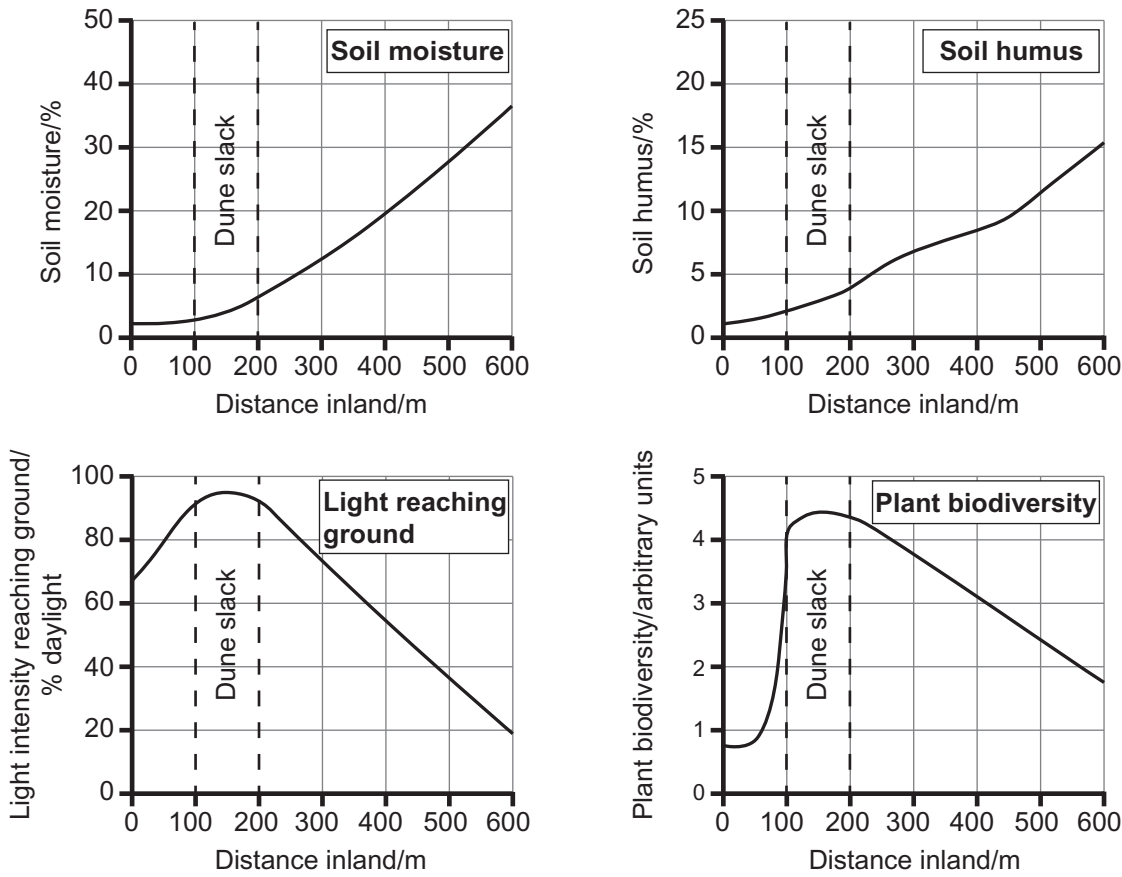 Soil moisture
Soil moisture/%
50
40
30
20
10
0
Dune slack
0 100 200 300 400 500 600
Distance inland/m
Soil humus
Soil humus/%
25
20
15
10
5
0
Dune slack
0 100 200 300 400 500 600
Distance inland/m
Light reaching
ground
Light intensity reaching ground/
% daylight
100
80
60
40
20
0
Dune slack
0 100 200 300 400 500 600
Distance inland/m
Plant biodiversity
Plant biodiversity/arbitrary units
5
4
3
2
1
0
Dune slack
0 100 200 300 400 500 600
Distance inland/m